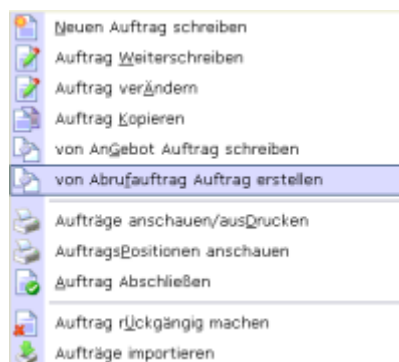 Neuen Auftrag schreiben
Auftrag Weiterschreiben
Auftrag verÄndern
Auftrag Kopieren
von AnGebot Auftrag schreiben
von Abrufauftrag Auftrag erstellen
Aufträge anschauen/ausDrucken
AuftragsPositionen anschauen
Auftrag Abschließen
Auftrag rÜckgängig machen
Aufträge importieren